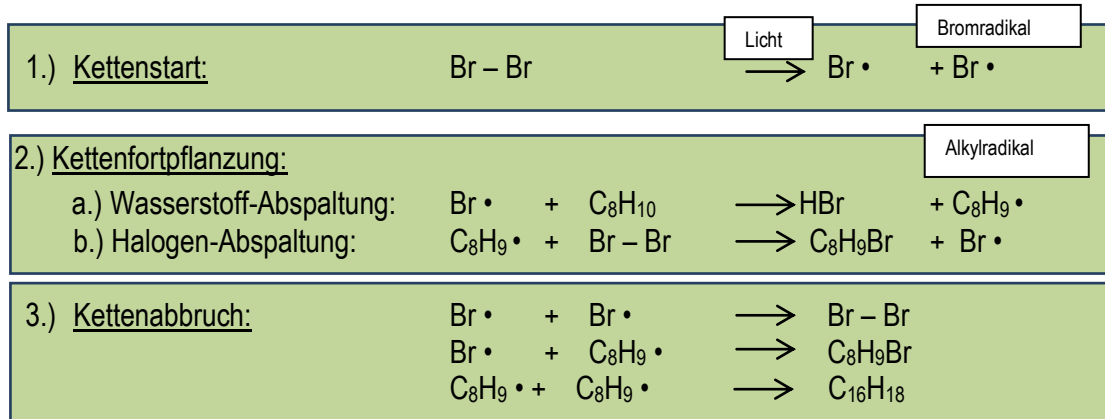 Bromradikal
Licht
1.) Kettenstart: Br – Br ⟶ Br • + Br •
Alkylradikal
2.) Kettenfortpflanzung:
a.) Wasserstoff-Abspaltung: Br • + C₈H₁₀ ⟶ HBr + C₈H₉ •
b.) Halogen-Abspaltung: C₈H₉ • + Br – Br ⟶ C₈H₉Br + Br •
3.) Kettenabbruch: Br • + Br • ⟶ Br – Br
Br • + C₈H₉ • ⟶ C₈H₉Br
C₈H₉ • + C₈H₉ • ⟶ C₁₆H₁₈